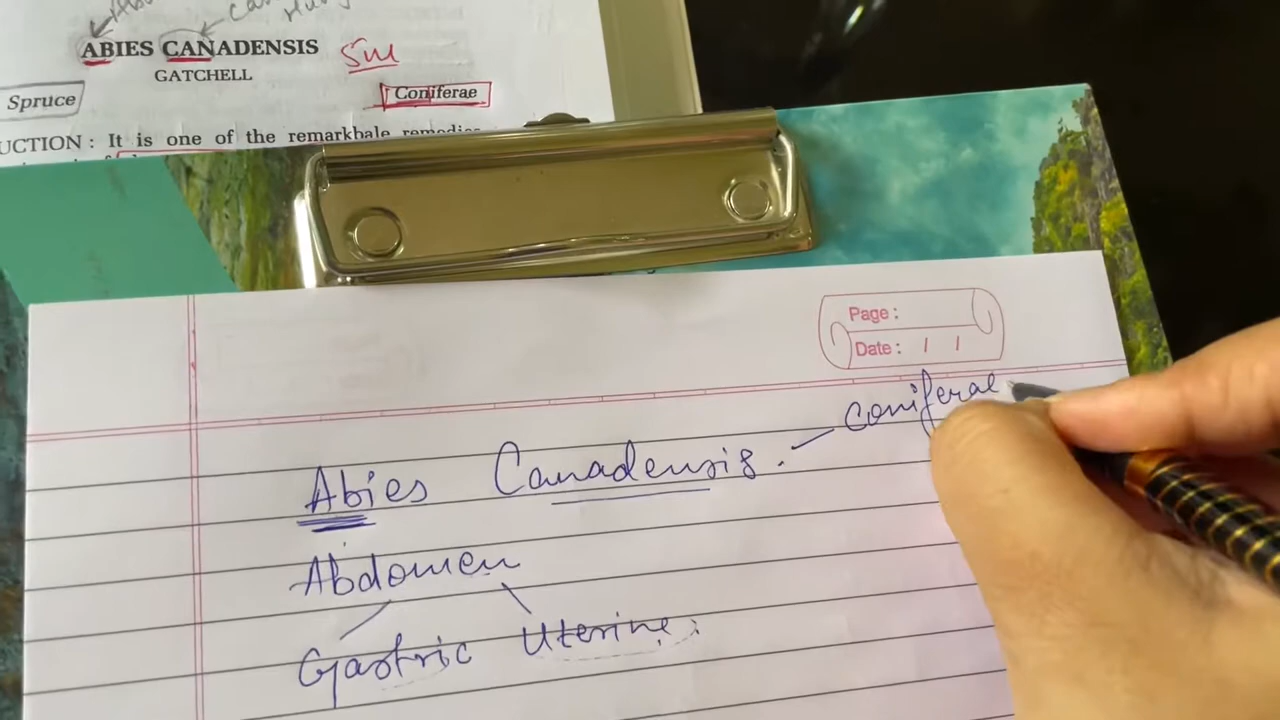 ABIES CANADENSIS Sm
GATCHELL
Spruce
Coniferae
UCTION : It is one of the remarkbale remedies
Page :
Date : / /
Coniferae
Abies Canadensis.
Abdomen
Gastric Uterine